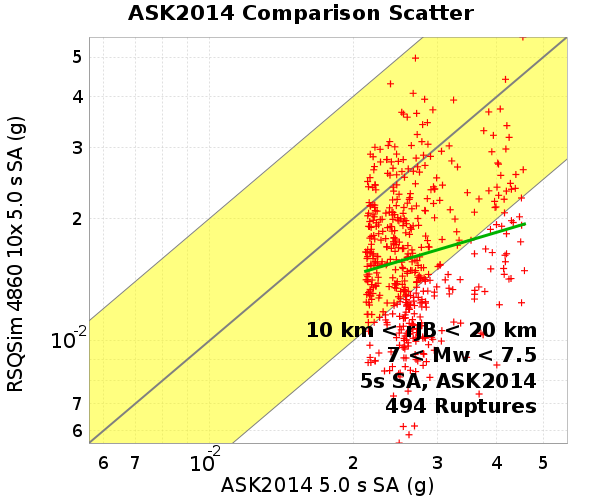 ASK2014 Comparison Scatter
RSQSim 4860 10x 5.0 s SA (g)
5
4
3
2
10-2
7
6
10 km < rJB < 20 km
7 < Mw < 7.5
5s SA, ASK2014
494 Ruptures
6 7 10-2 2 3 4 5
ASK2014 5.0 s SA (g)